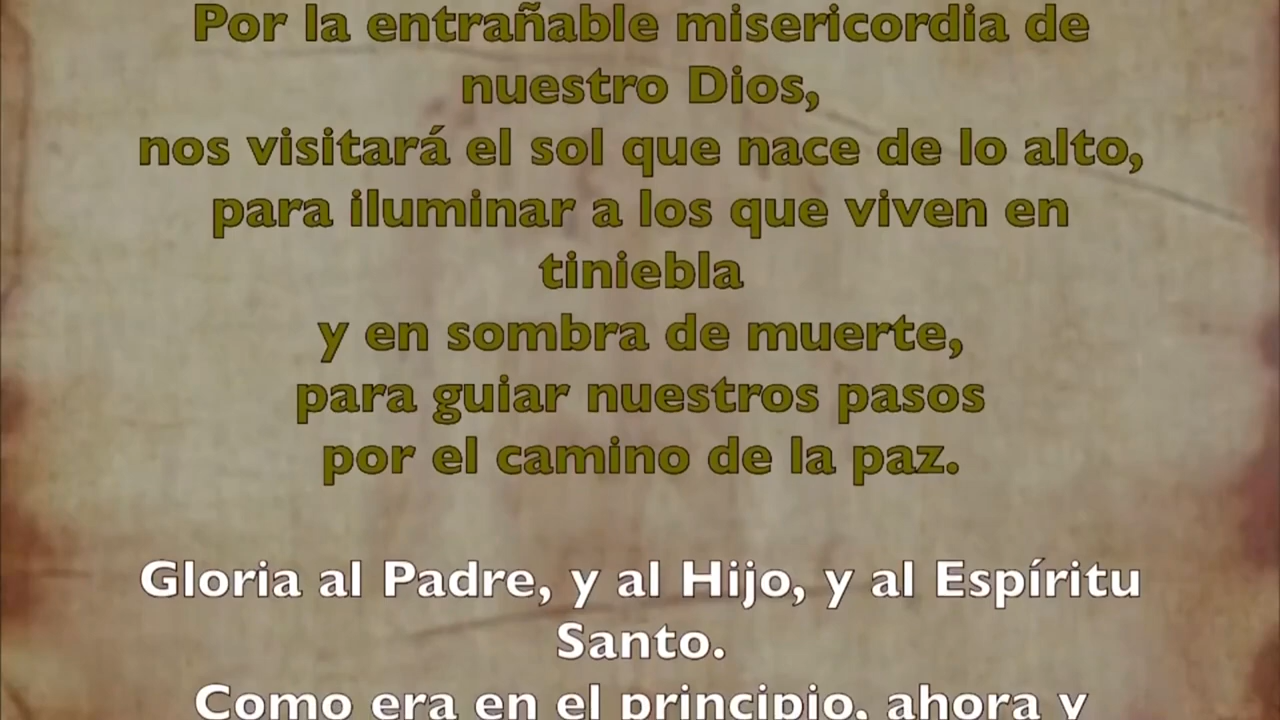 Por la entrañable misericordia de
nuestro Dios,
nos visitará el sol que nace de lo alto,
para iluminar a los que viven en
tiniebla
y en sombra de muerte,
para guiar nuestros pasos
por el camino de la paz.
Gloria al Padre, y al Hijo, y al Espíritu
Santo.
Como era en el principio, ahora y